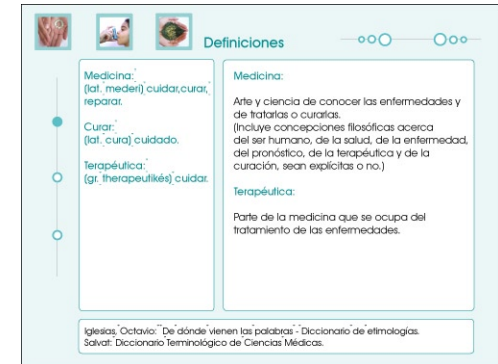 Definiciones
Medicina:
(lat. mederi) cuidar,curar,
reparar.
Curar:
(lat. cura) cuidado.
Terapéutica:
(gr. therapeutikés) cuidar.
Medicina:
Arte y ciencia de conocer las enfermedades y
de tratarlas o curarlas.
(Incluye concepciones filosóficas acerca
del ser humano, de la salud, de la enfermedad,
del pronóstico, de la terapéutica y de la
curación, sean explícitas o no.)
Terapéutica:
Parte de la medicina que se ocupa del
tratamiento de las enfermedades.
Iglesias, Octavio: De dónde vienen las palabras - Diccionario de etimologías.
Salvat: Diccionario Terminológico de Ciencias Médicas.